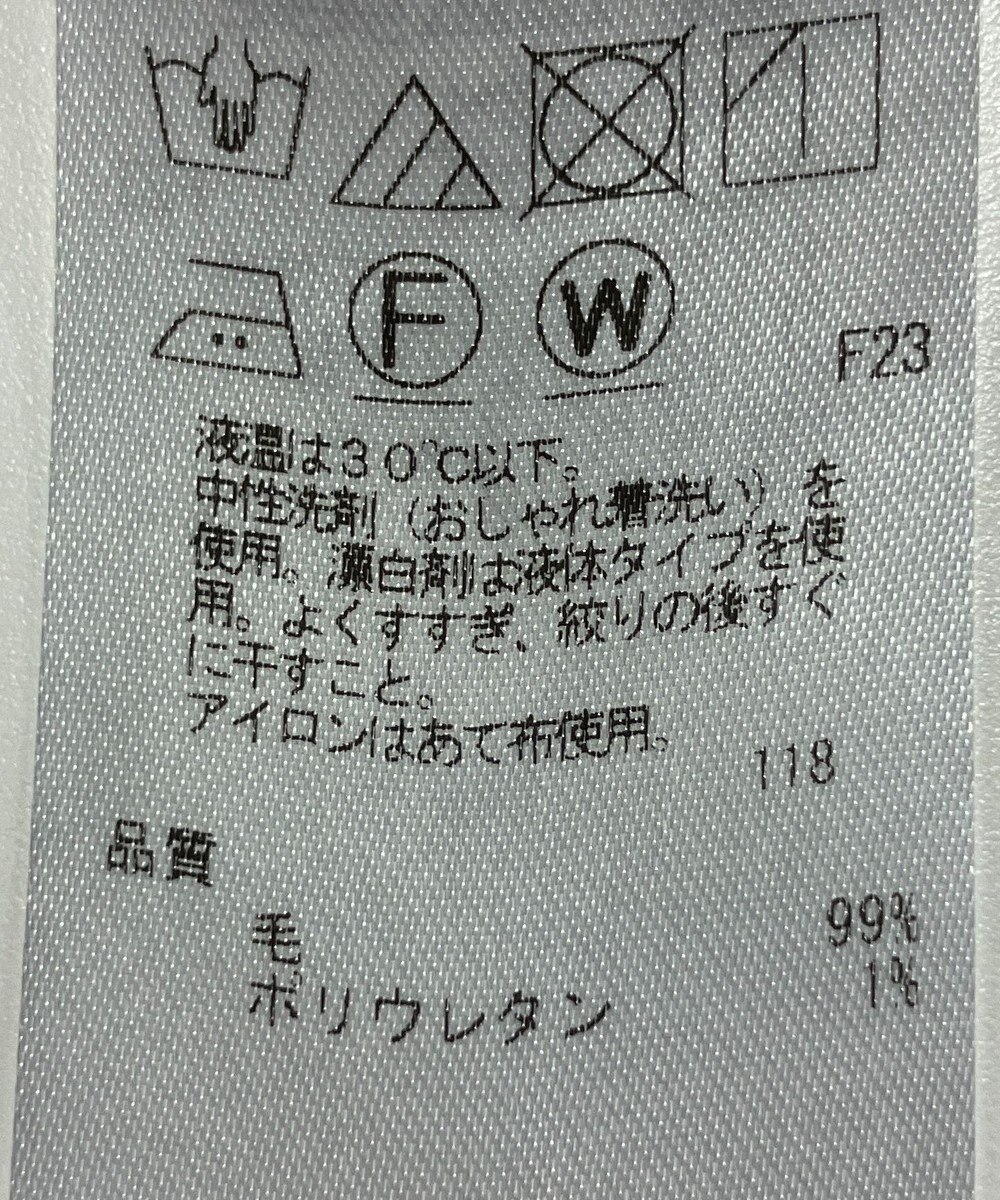 F
W
F23
液温は30℃以下。
中性洗剤（おしゃれ着洗い）を
使用。漂白剤は液体タイプを使
用。よくすすぎ、絞りの後すぐ
に干すこと。
アイロンはあて布使用。
118
品質
毛 99%
ポリウレタン 1%